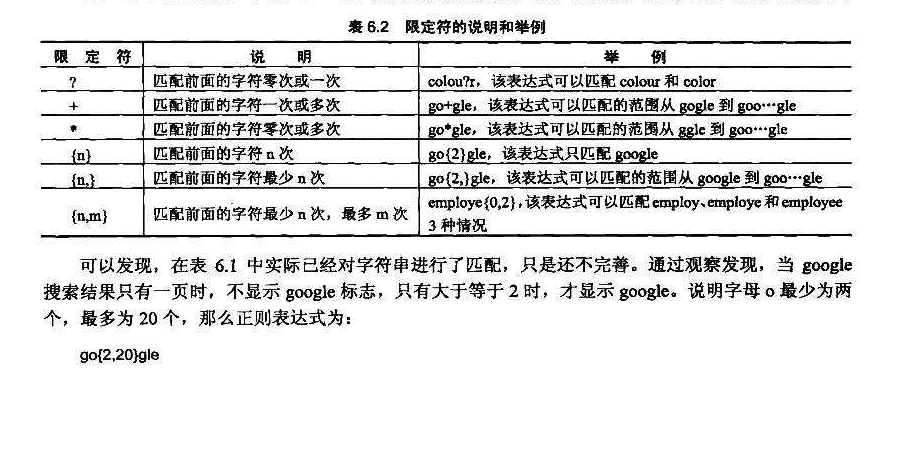 表 6.2 限定符的说明和举例
限 定 符 说 明 举 例
? 匹配前面的字符零次或一次 colou?r，该表达式可以匹配 colour 和 color
+ 匹配前面的字符一次或多次 go+gle，该表达式可以匹配的范围从 gogle 到 goo…gle
* 匹配前面的字符零次或多次 go*gle，该表达式可以匹配的范围从 ggle 到 goo…gle
{n} 匹配前面的字符 n 次 go{2}gle，该表达式只匹配 google
{n,} 匹配前面的字符最少 n 次 go{2,}gle，该表达式可以匹配的范围从 google 到 goo…gle
{n,m} 匹配前面的字符最少 n 次，最多 m 次 employe{0,2}，该表达式可以匹配 employ、employe 和 employee
3 种情况
可以发现，在表 6.1 中实际已经对字符串进行了匹配，只是还不完善。通过观察发现，当 google
搜索结果只有一页时，不显示 google 标志，只有大于等于 2 时，才显示 google。说明字母 o 最少为两
个，最多为 20 个，那么正则表达式为：
go{2,20}gle